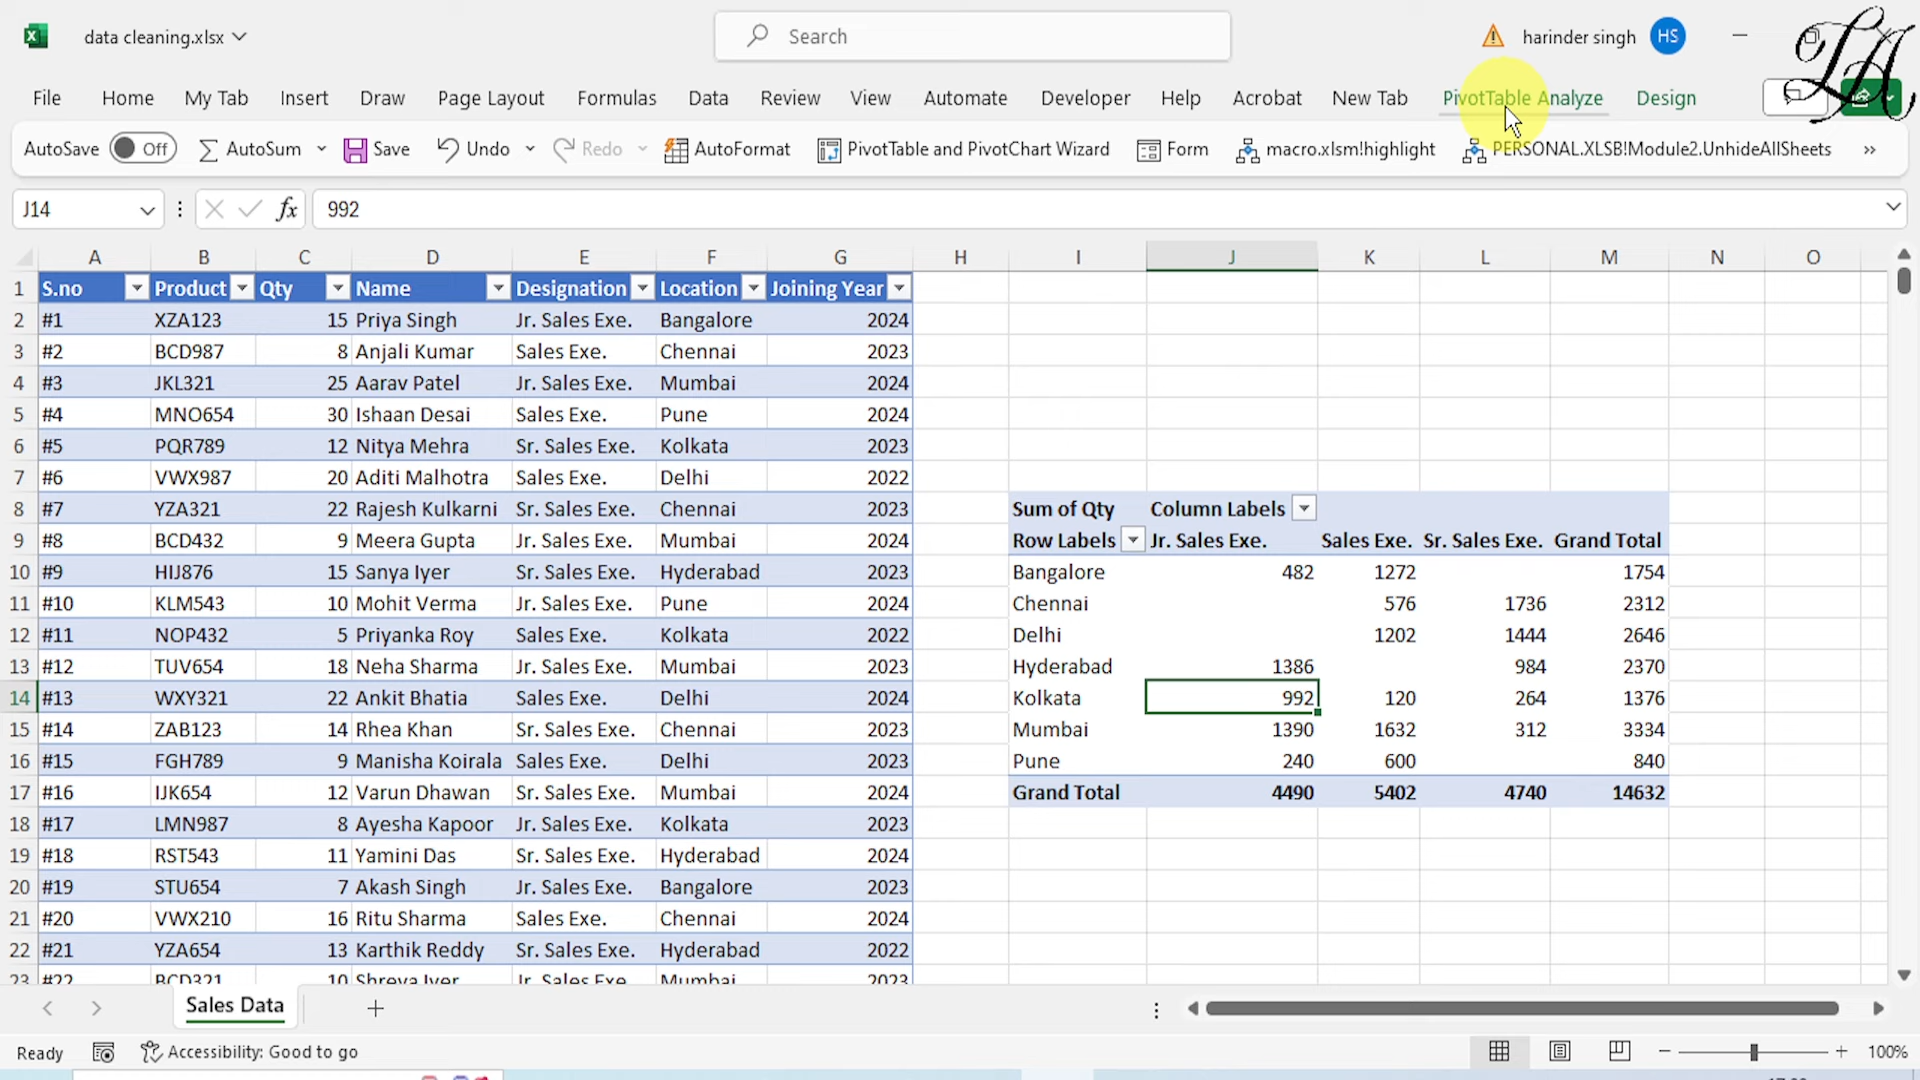 data cleaning.xlsx
Search
harinder singh HS
LA
File Home My Tab Insert Draw Page Layout Formulas Data Review View Automate Developer Help Acrobat New Tab PivotTable Analyze Design
AutoSave Off AutoSum Save Undo Redo AutoFormat PivotTable and PivotChart Wizard Form macro.xlsm!highlight PERSONAL.XLSB!Module2.UnhideAllSheets »
J14 fx 992
A B C D E F G H I J K L M N O
1 S.no Product Qty Name Designation Location Joining Year
2 #1 XZA123 15 Priya Singh Jr. Sales Exe. Bangalore 2024
3 #2 BCD987 8 Anjali Kumar Sales Exe. Chennai 2023
4 #3 JKL321 25 Aarav Patel Jr. Sales Exe. Mumbai 2024
5 #4 MNO654 30 Ishaan Desai Sales Exe. Pune 2024
6 #5 PQR789 12 Nitya Mehra Sr. Sales Exe. Kolkata 2023
7 #6 VWX987 20 Aditi Malhotra Sales Exe. Delhi 2022
8 #7 YZA321 22 Rajesh Kulkarni Sr. Sales Exe. Chennai 2023 Sum of Qty Column Labels
9 #8 BCD432 9 Meera Gupta Jr. Sales Exe. Mumbai 2024 Row Labels Jr. Sales Exe. Sales Exe. Sr. Sales Exe. Grand Total
10 #9 HIJ876 15 Sanya Iyer Sr. Sales Exe. Hyderabad 2023 Bangalore 482 1272 1754
11 #10 KLM543 10 Mohit Verma Jr. Sales Exe. Pune 2024 Chennai 576 1736 2312
12 #11 NOP432 5 Priyanka Roy Sales Exe. Kolkata 2022 Delhi 1202 1444 2646
13 #12 TUV654 18 Neha Sharma Jr. Sales Exe. Mumbai 2023 Hyderabad 1386 984 2370
14 #13 WXY321 22 Ankit Bhatia Sales Exe. Delhi 2024 Kolkata 992 120 264 1376
15 #14 ZAB123 14 Rhea Khan Sr. Sales Exe. Chennai 2023 Mumbai 1390 1632 312 3334
16 #15 FGH789 9 Manisha Koirala Sales Exe. Delhi 2023 Pune 240 600 840
17 #16 IJK654 12 Varun Dhawan Sr. Sales Exe. Mumbai 2024 Grand Total 4490 5402 4740 14632
18 #17 LMN987 8 Ayesha Kapoor Jr. Sales Exe. Kolkata 2023
19 #18 RST543 11 Yamini Das Sr. Sales Exe. Hyderabad 2024
20 #19 STU654 7 Akash Singh Jr. Sales Exe. Bangalore 2023
21 #20 VWX210 16 Ritu Sharma Sales Exe. Chennai 2024
22 #21 YZA654 13 Karthik Reddy Sr. Sales Exe. Hyderabad 2022
23 #22 BCD321 10 Shreya Iyer Jr. Sales Exe. Mumbai 2023
Sales Data
Ready Accessibility: Good to go 100%